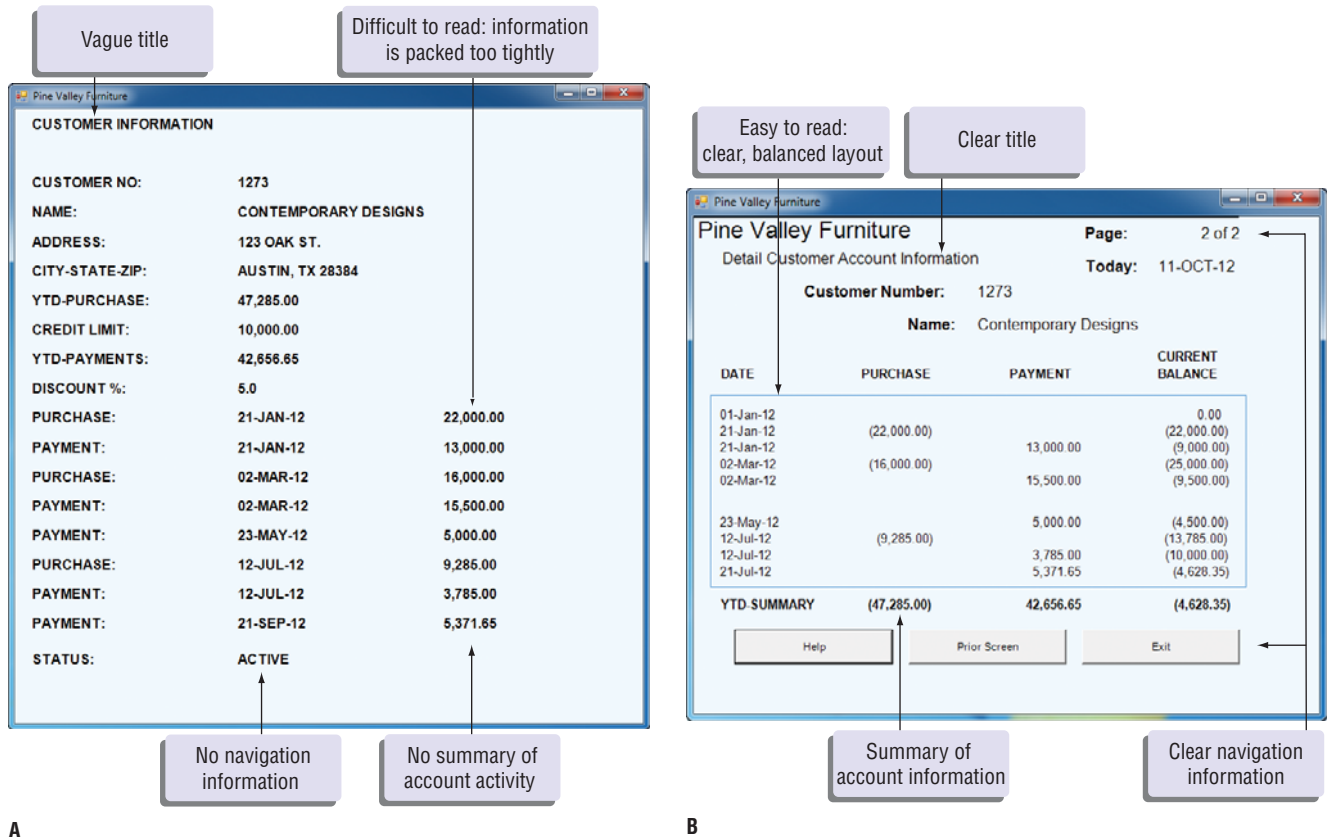 Vague title
Difficult to read: information
is packed too tightly
Pine Valley Furniture
CUSTOMER INFORMATION
CUSTOMER NO: 1273
NAME: CONTEMPORARY DESIGNS
ADDRESS: 123 OAK ST.
CITY-STATE-ZIP: AUSTIN, TX 28384
YTD-PURCHASE: 47,285.00
CREDIT LIMIT: 10,000.00
YTD-PAYMENTS: 42,656.65
DISCOUNT %: 5.0
PURCHASE: 21-JAN-12 22,000.00
PAYMENT: 21-JAN-12 13,000.00
PURCHASE: 02-MAR-12 16,000.00
PAYMENT: 02-MAR-12 15,500.00
PAYMENT: 23-MAY-12 5,000.00
PURCHASE: 12-JUL-12 9,285.00
PAYMENT: 12-JUL-12 3,785.00
PAYMENT: 21-SEP-12 5,371.65
STATUS: ACTIVE
No navigation
information
No summary of
account activity
A
Easy to read:
clear, balanced layout
Clear title
Pine Valley Furniture
Pine Valley Furniture Page: 2 of 2
Detail Customer Account Information Today: 11-OCT-12
Customer Number: 1273
Name: Contemporary Designs
DATE PURCHASE PAYMENT CURRENT
BALANCE
01-Jan-12 0.00
21-Jan-12 (22,000.00) (22,000.00)
21-Jan-12 13,000.00 (9,000.00)
02-Mar-12 (16,000.00) (25,000.00)
02-Mar-12 15,500.00 (9,500.00)
23-May-12 5,000.00 (4,500.00)
12-Jul-12 (9,285.00) (13,785.00)
12-Jul-12 3,785.00 (10,000.00)
21-Jul-12 5,371.65 (4,628.35)
YTD-SUMMARY (47,285.00) 42,656.65 (4,628.35)
Help Prior Screen Exit
Summary of
account information
Clear navigation
information
B